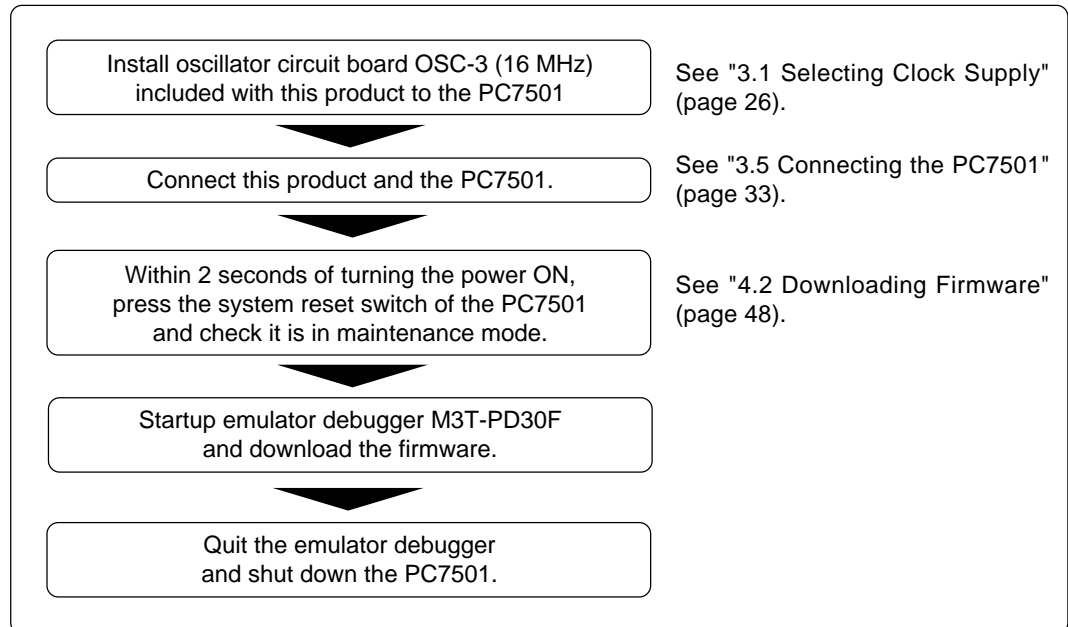 Install oscillator circuit board OSC-3 (16 MHz)
included with this product to the PC7501
See "3.1 Selecting Clock Supply"
(page 26).
Connect this product and the PC7501.
See "3.5 Connecting the PC7501"
(page 33).
Within 2 seconds of turning the power ON,
press the system reset switch of the PC7501
and check it is in maintenance mode.
See "4.2 Downloading Firmware"
(page 48).
Startup emulator debugger M3T-PD30F
and download the firmware.
Quit the emulator debugger
and shut down the PC7501.